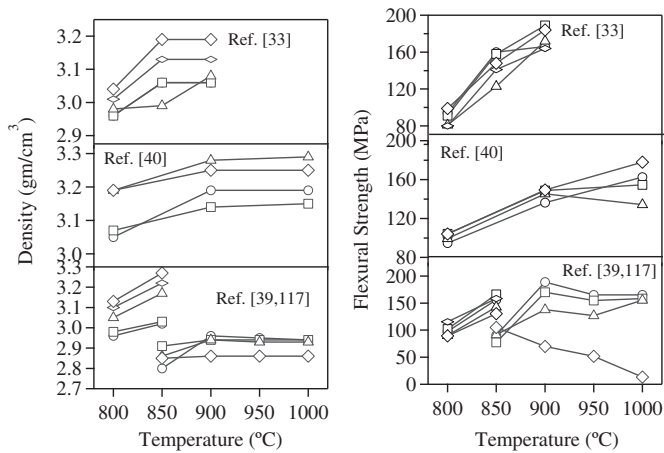 Density (gm/cm³)
3.2
3.1
3.0
2.9
Ref. [33]
3.3
3.2
3.1
3.0
Ref. [40]
3.3
3.2
3.1
3.0
2.9
2.8
2.7
Ref. [39,117]
800 850 900 950 1000
Temperature (ºC)
Flexural Strength (MPa)
200
160
120
80
Ref. [33]
200
160
120
80
Ref. [40]
200
150
100
50
0
Ref. [39,117]
800 850 900 950 1000
Temperature (ºC)